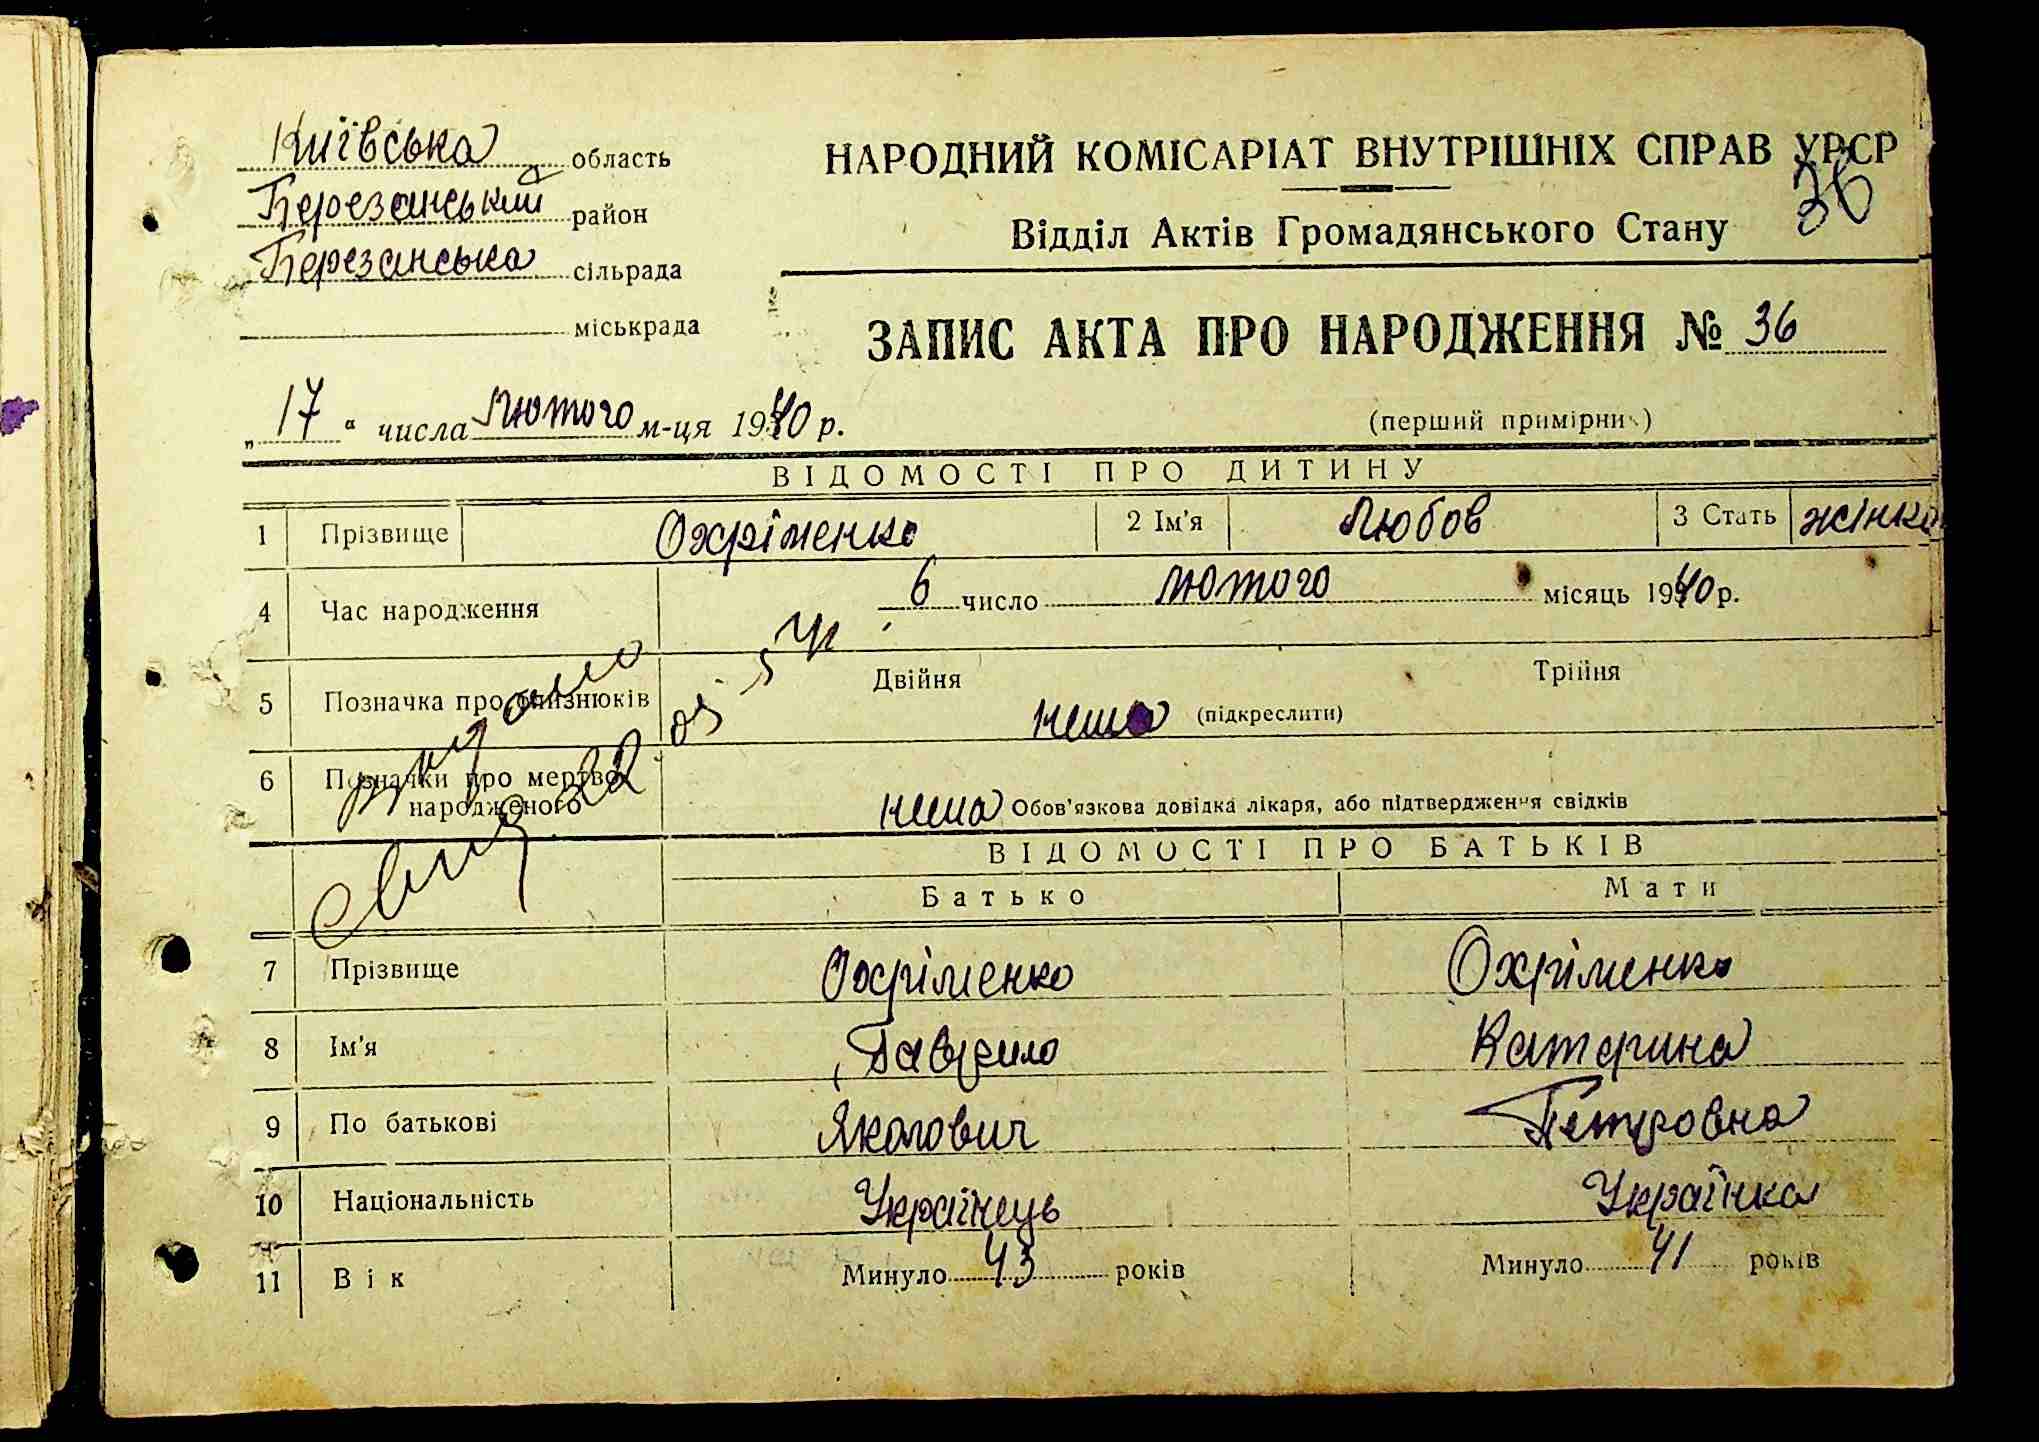 Київська область
Березанський район
Березанська сільрада
міськрада
НАРОДНИЙ КОМІСАРІАТ ВНУТРІШНІХ СПРАВ УРСР
36
Відділ Актів Громадянського Стану
ЗАПИС АКТА ПРО НАРОДЖЕННЯ № 36
„17“ числа лютого м-ця 1940 р.
(перший примірник)
ВІДОМОСТІ ПРО ДИТИНУ
1 Прізвище Охріменко 2 Ім'я Любов 3 Стать жінка
4 Час народження 6 число лютого місяць 1940 р.
5 Позначка про близнюків Двійня Трійня
нема (підкреслити)
6 Позначки про мертво-
народженого нема Обов'язкова довідка лікаря, або підтвердження свідків
видано
ВІДОМОСТІ ПРО БАТЬКІВ
Батько Мати
7 Прізвище Охріменко Охріменко
8 Ім'я Гаврило Катерина
9 По батькові Якович Петровна
10 Національність Українець Українка
11 Вік Минуло 43 років Минуло 41 років